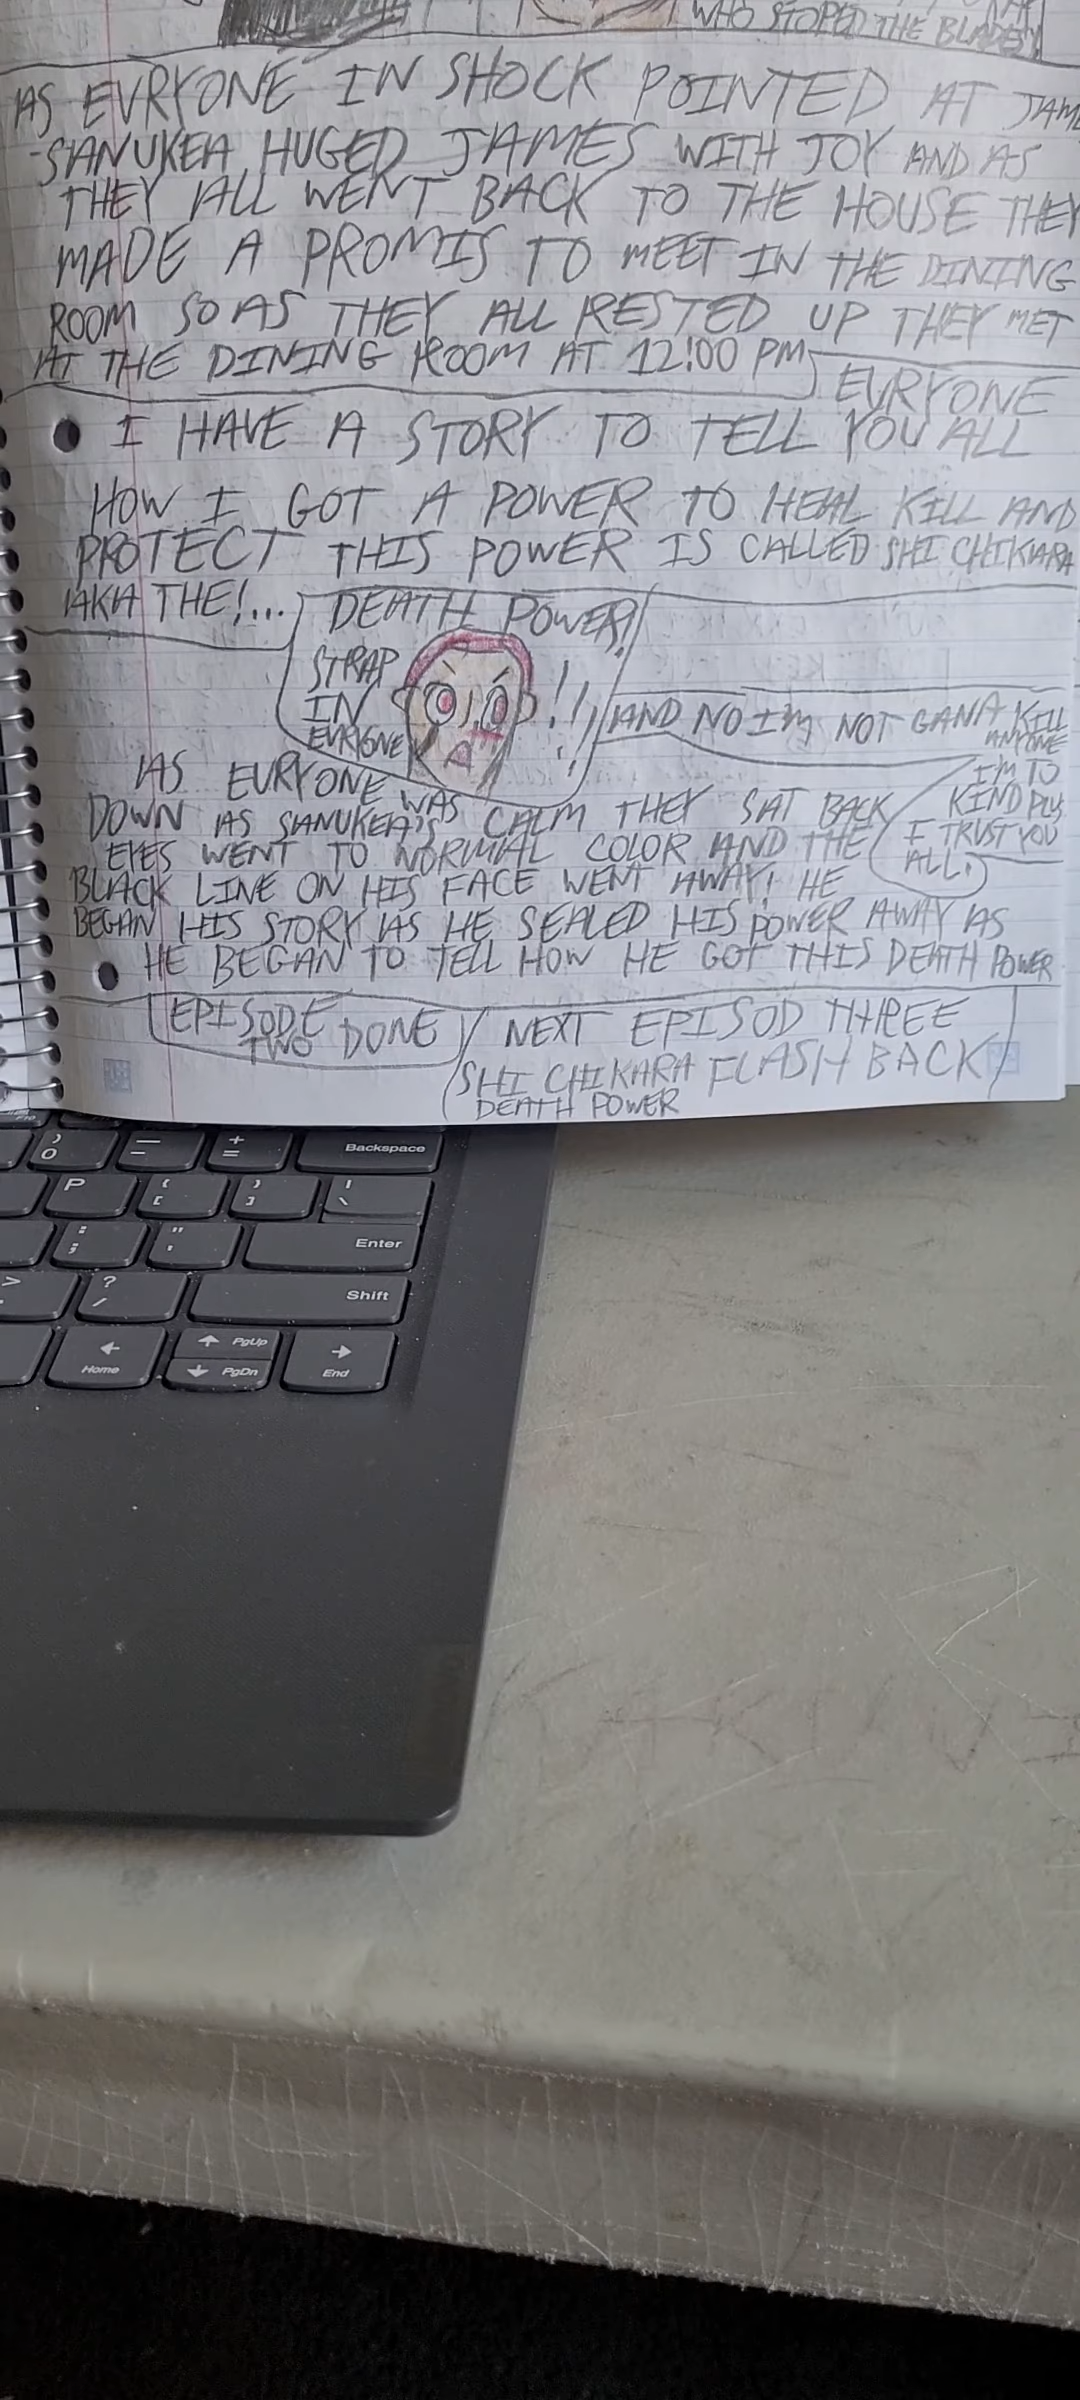 WHO STOPED THE BLADES
AS EVRYONE IN SHOCK POINTED AT JAME
SANUKEA HUGED JAMES WITH JOY AND AS
THEY ALL WENT BACK TO THE HOUSE THEY
MADE A PROMIS TO MEET IN THE DINING
ROOM SO AS THEY ALL RESTED UP THEY MET
AT THE DINING ROOM AT 12:00 PM
EVRYONE
I HAVE A STORY TO TELL YOU ALL
HOW I GOT A POWER TO HEAL KILL AND
PROTECT THIS POWER IS CALLED SHI CHIKARA
AKA THE!...
DEATH POWER!
STRAP
IN
EVRYONE
!!!
AND NO I'M NOT GANA KILL
ANYONE
I'M TO
KIND PLUS
I TRUST YOU
ALL.
AS EVRYONE WAS CALM THEY SAT BACK
DOWN AS SANUKEA'S
EYES WENT TO NORMAL COLOR AND THE
BLACK LINE ON HIS FACE WENT AWAY! HE
BEGAN HIS STORY AS HE SEALED HIS POWER AWAY AS
HE BEGAN TO TELL HOW HE GOT THIS DEATH POWER
EPISODE
TWO DONE
NEXT EPISOD THREE
SHI CHIKARA FLASH BACK
DEATH POWER
) 0
_ -
+ =
Backspace
P
{ [
} ]
| \
: ;
" '
Enter
>
.
? /
Shift
Home
PgUp
PgDn
End